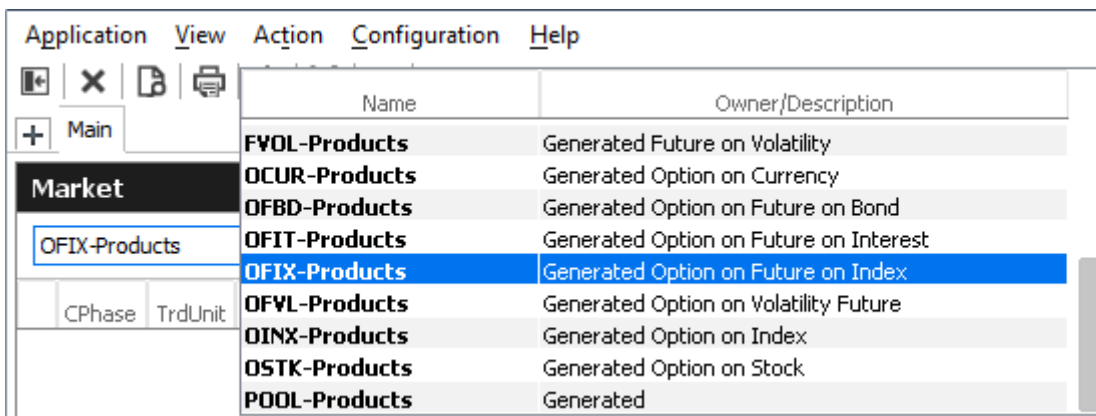 Application View Action Configuration Help
Name Owner/Description
Main
FVOL-Products Generated Future on Volatility
OCUR-Products Generated Option on Currency
Market
OFBD-Products Generated Option on Future on Bond
OFIX-Products
OFIT-Products Generated Option on Future on Interest
OFIX-Products Generated Option on Future on Index
CPhase TrdUnit
OFVL-Products Generated Option on Volatility Future
OINX-Products Generated Option on Index
OSTK-Products Generated Option on Stock
POOL-Products Generated